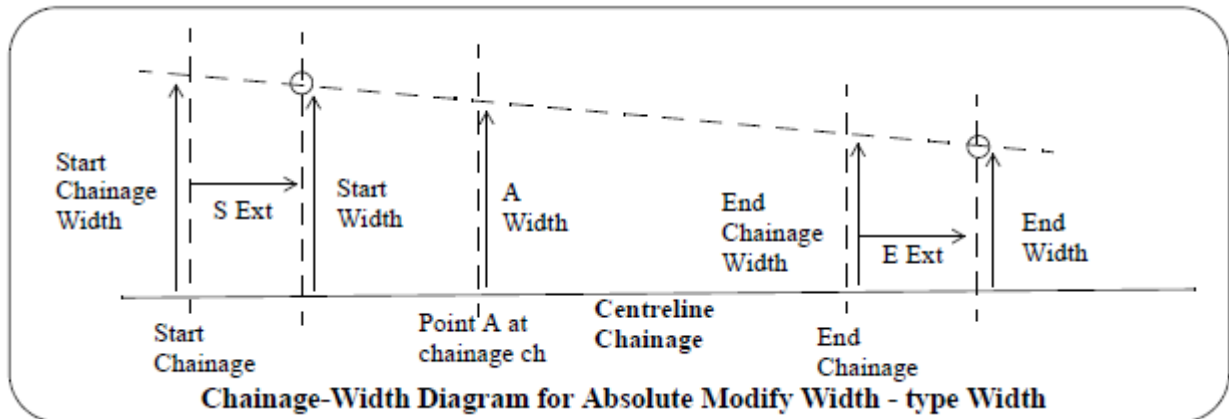 Start
Chainage
Width
S Ext
Start
Width
A
Width
End
Chainage
Width
E Ext
End
Width
Start
Chainage
Point A at
chainage ch
Centreline
Chainage
End
Chainage
Chainage-Width Diagram for Absolute Modify Width - type Width